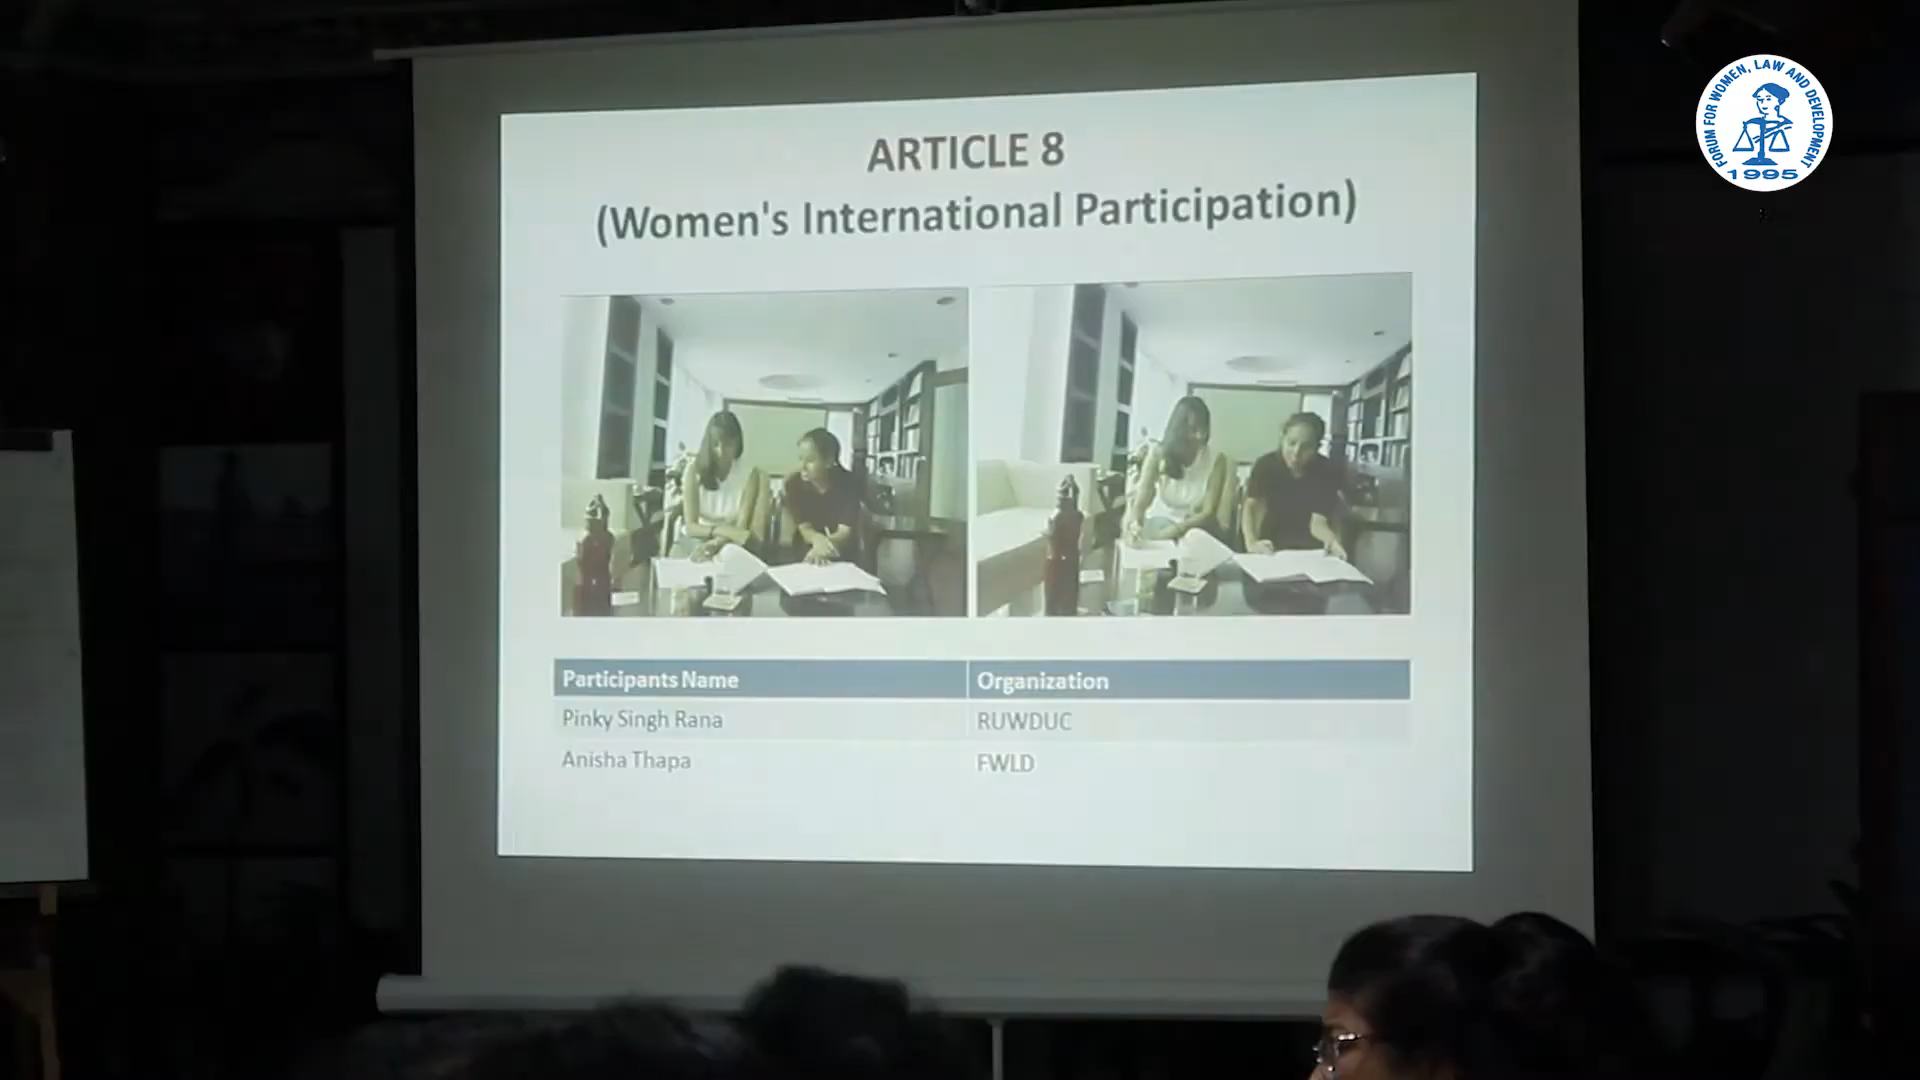 ARTICLE 8
(Women's International Participation)
Participants Name Organization
Pinky Singh Rana RUWDUC
Anisha Thapa FWLD
FORUM FOR WOMEN, LAW AND DEVELOPMENT
1995